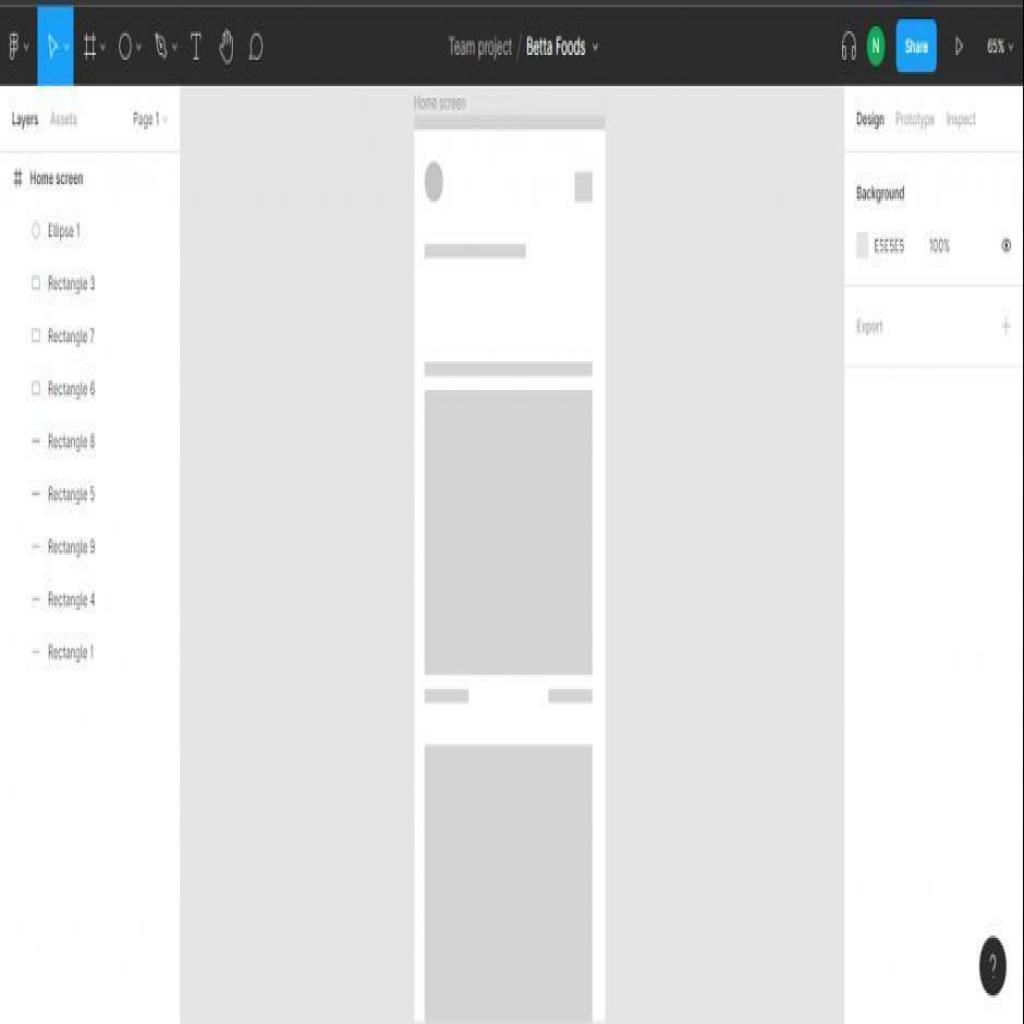 Team project / Betta Foods
N
Share
65%
Layers Assets Page 1
Home screen
Ellipse 1
Rectangle 3
Rectangle 7
Rectangle 6
Rectangle 8
Rectangle 5
Rectangle 9
Rectangle 4
Rectangle 1
Home screen
Design Prototype Inspect
Background
E5E5E5 100%
Export +
?